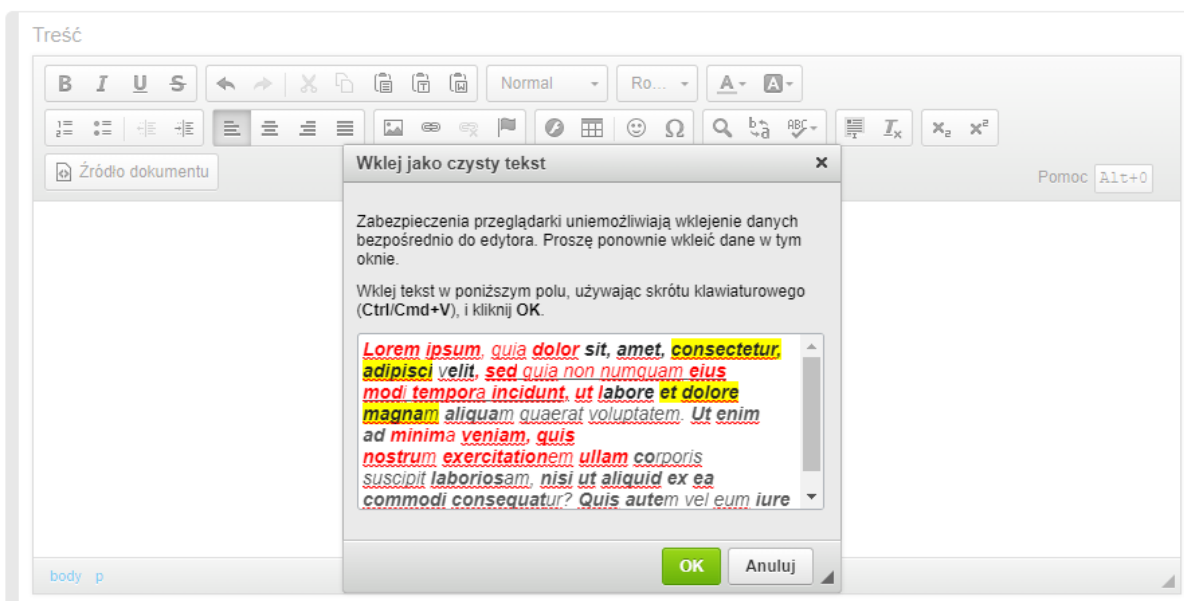 Treść
B I U S Normal Ro... A A
ABC Ix x₂ x²
Źródło dokumentu
Pomoc Alt+0
Wklej jako czysty tekst ×
Zabezpieczenia przeglądarki uniemożliwiają wklejenie danych
bezpośrednio do edytora. Proszę ponownie wkleić dane w tym
oknie.
Wklej tekst w poniższym polu, używając skrótu klawiaturowego
(Ctrl/Cmd+V), i kliknij OK.
Lorem ipsum, quia dolor sit, amet, consectetur,
adipisci velit, sed quia non numquam eius
modi tempora incidunt, ut labore et dolore
magnam aliquam quaerat voluptatem. Ut enim
ad minima veniam, quis
nostrum exercitationem ullam corporis
suscipit laboriosam, nisi ut aliquid ex ea
commodi consequatur? Quis autem vel eum iure
OK Anuluj
body p